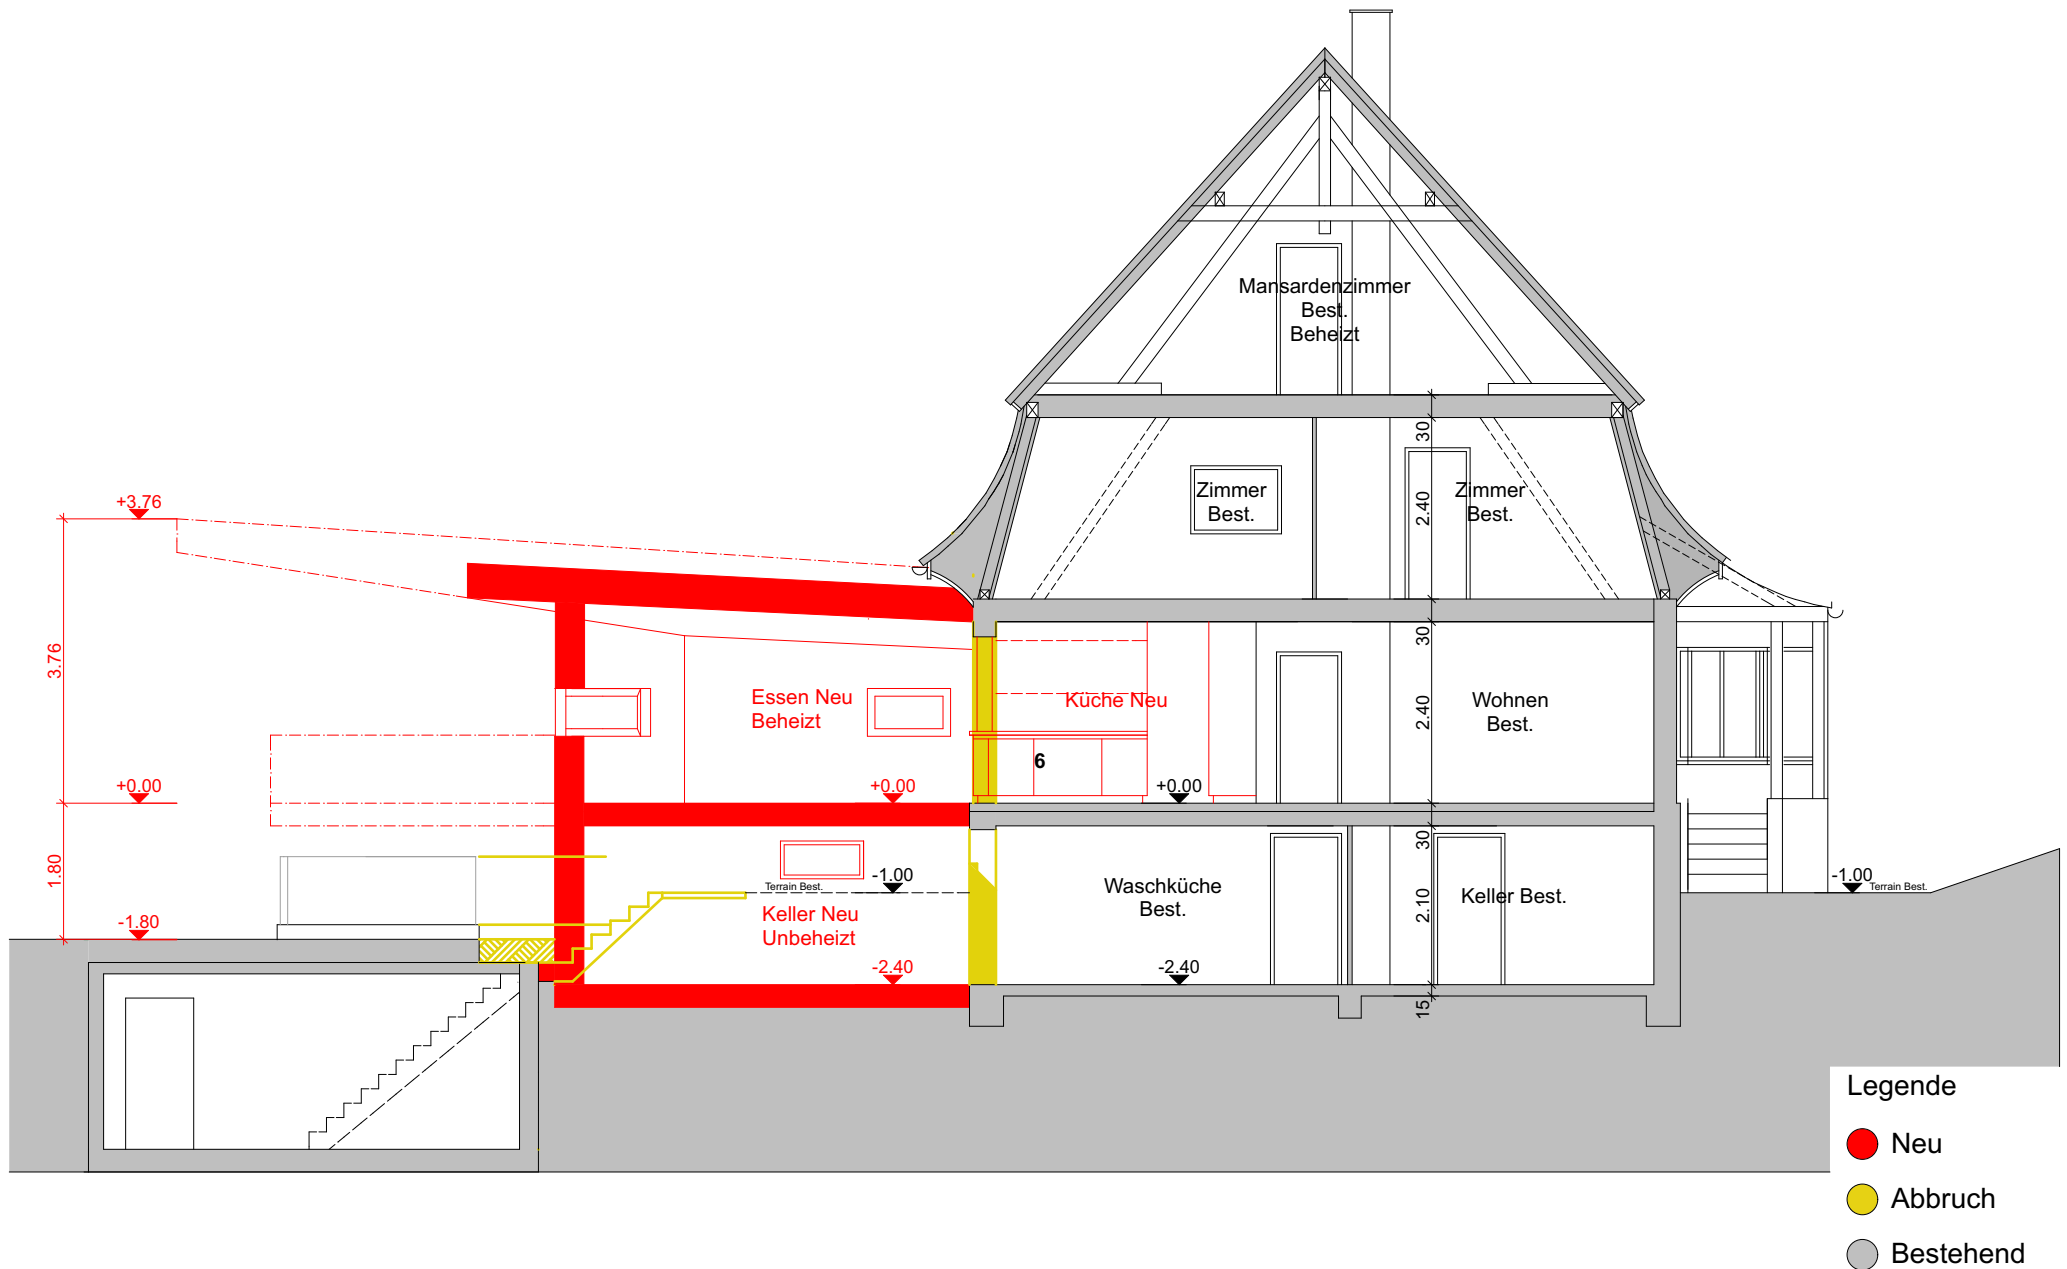 Mansardenzimmer
Best.
Beheizt
30
+3.76
Zimmer
Best.
2.40
Zimmer
Best.
3.76
30
Essen Neu
Beheizt
Küche Neu
2.40
Wohnen
Best.
6
+0.00
+0.00
+0.00
30
1.80
Terrain Best.
-1.00
Waschküche
Best.
2.10
Keller Best.
-1.00
Terrain Best.
-1.80
Keller Neu
Unbeheizt
-2.40
-2.40
15
Legende
Neu
Abbruch
Bestehend